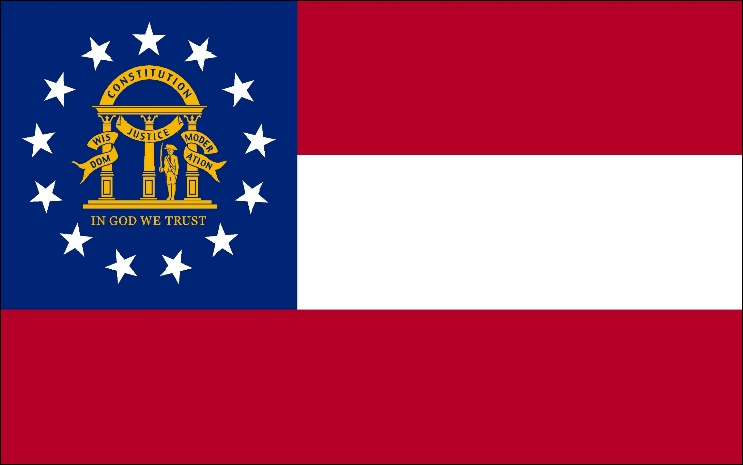 CONSTITUTION
WIS
DOM
JUSTICE
MODER
ATION
IN GOD WE TRUST